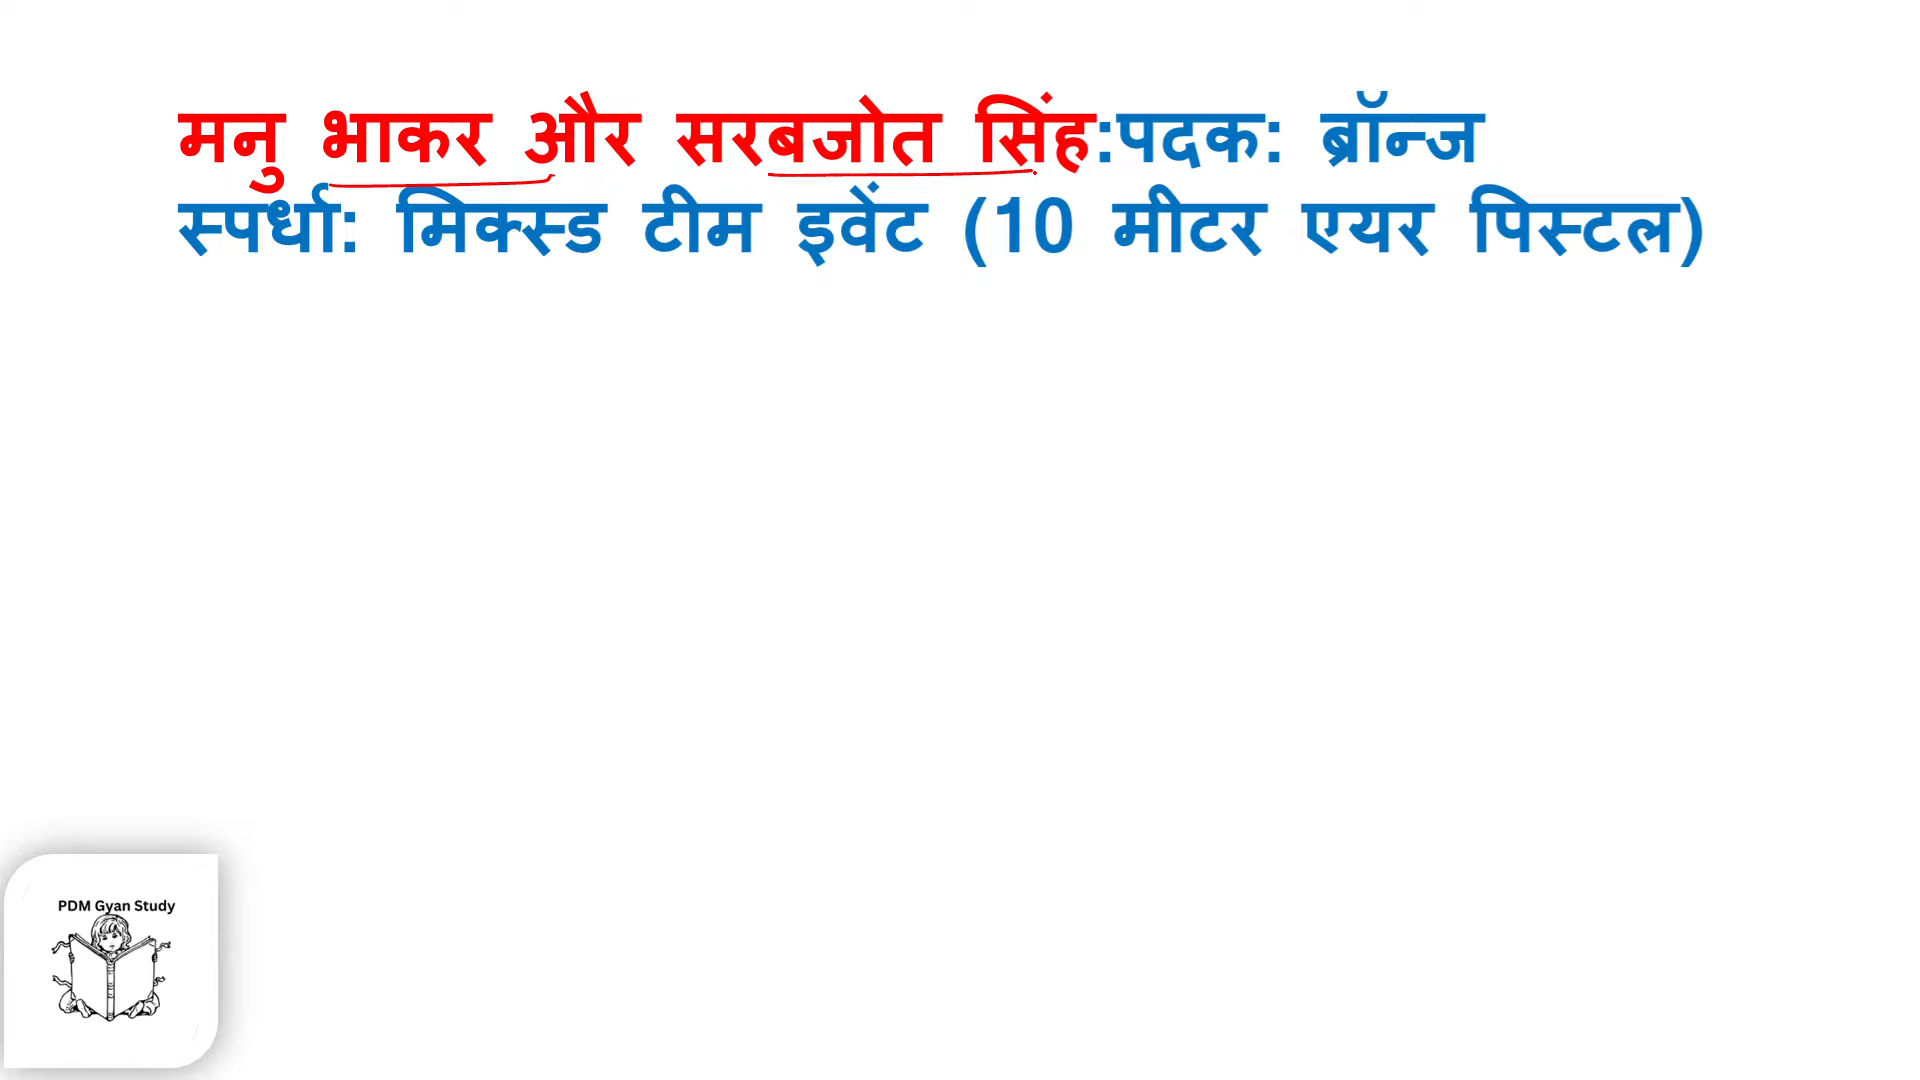 मनु भाकर और सरबजोत सिंह:पदक: ब्रॉन्ज
स्पर्धा: मिक्स्ड टीम इवेंट (10 मीटर एयर पिस्टल)
PDM Gyan Study